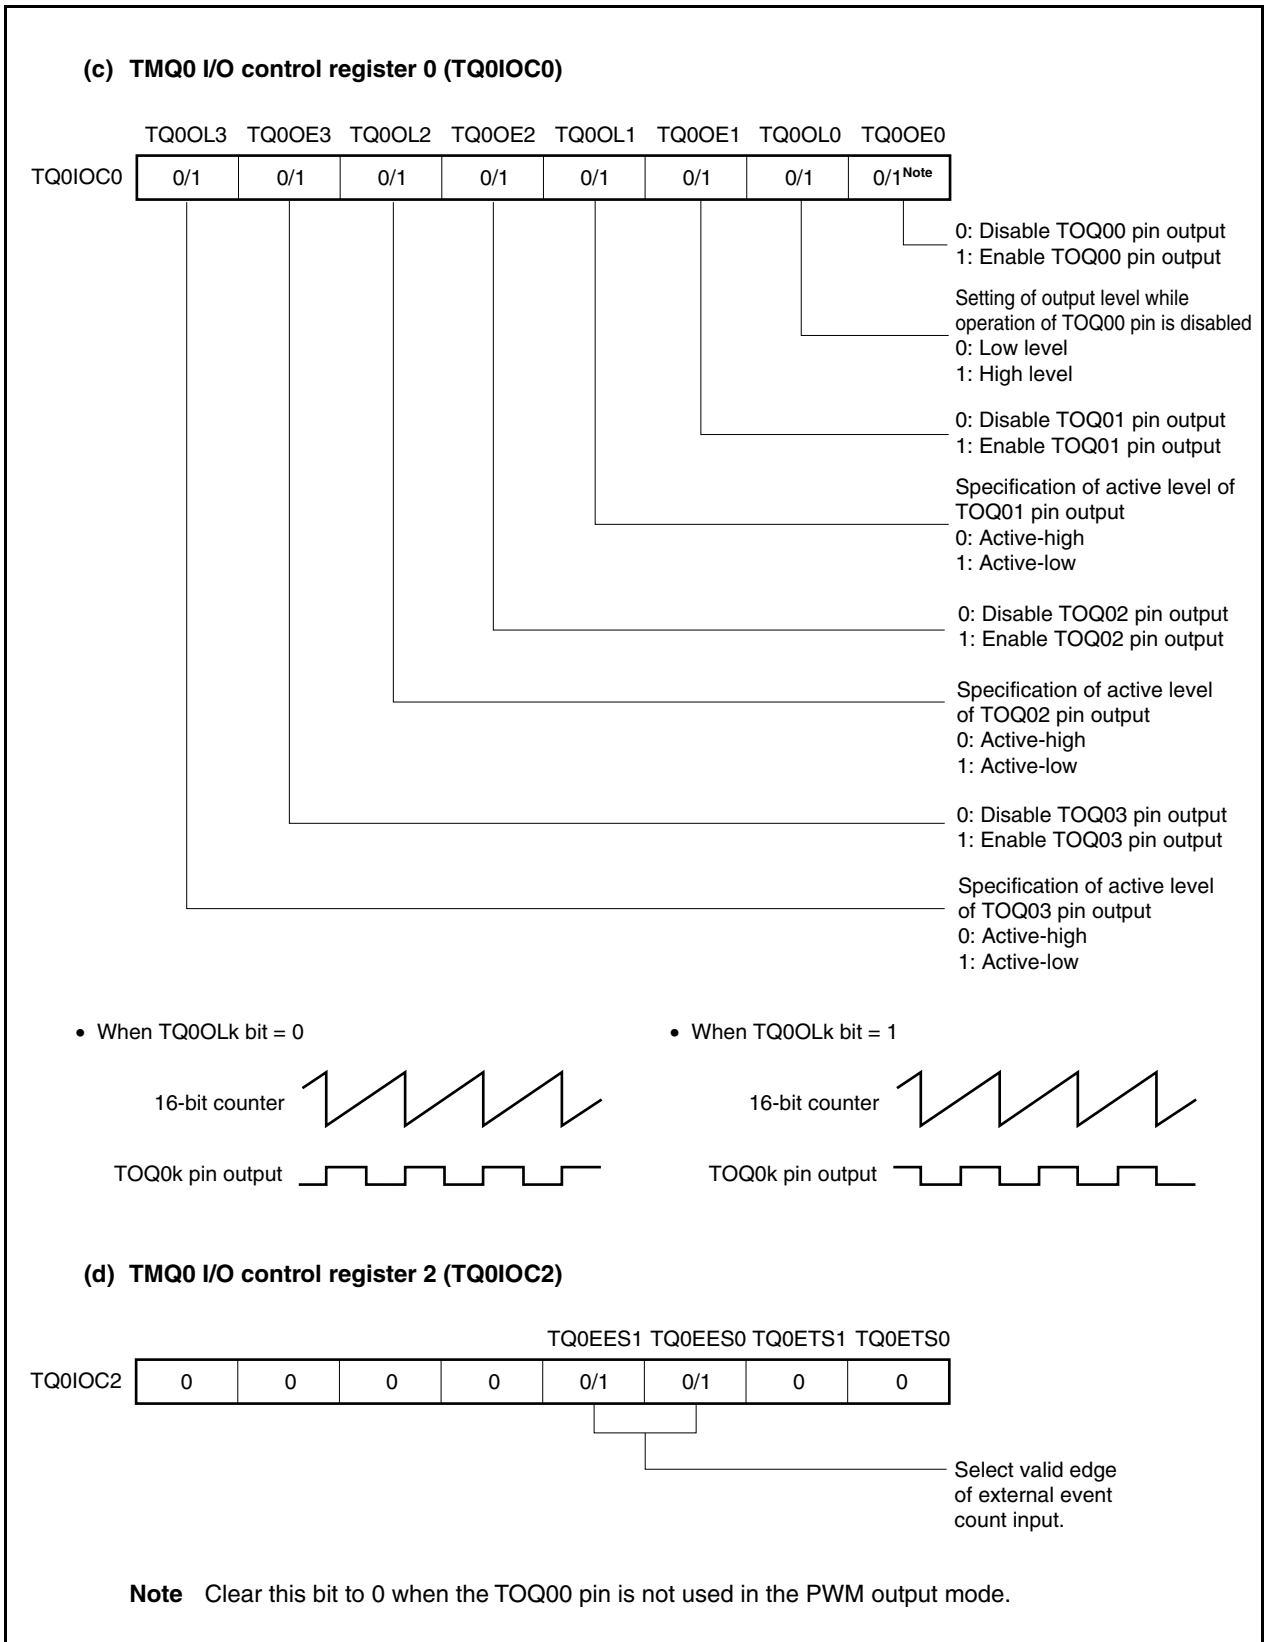 (c) TMQ0 I/O control register 0 (TQ0IOC0)
TQ0OL3 TQ0OE3 TQ0OL2 TQ0OE2 TQ0OL1 TQ0OE1 TQ0OL0 TQ0OE0
TQ0IOC0 0/1 0/1 0/1 0/1 0/1 0/1 0/1 0/1Note
0: Disable TOQ00 pin output
1: Enable TOQ00 pin output
Setting of output level while
operation of TOQ00 pin is disabled
0: Low level
1: High level
0: Disable TOQ01 pin output
1: Enable TOQ01 pin output
Specification of active level of
TOQ01 pin output
0: Active-high
1: Active-low
0: Disable TOQ02 pin output
1: Enable TOQ02 pin output
Specification of active level
of TOQ02 pin output
0: Active-high
1: Active-low
0: Disable TOQ03 pin output
1: Enable TOQ03 pin output
Specification of active level
of TOQ03 pin output
0: Active-high
1: Active-low
• When TQ0OLk bit = 0
16-bit counter
TOQ0k pin output
• When TQ0OLk bit = 1
16-bit counter
TOQ0k pin output
(d) TMQ0 I/O control register 2 (TQ0IOC2)
TQ0EES1 TQ0EES0 TQ0ETS1 TQ0ETS0
TQ0IOC2 0 0 0 0 0/1 0/1 0 0
Select valid edge
of external event
count input.
Note Clear this bit to 0 when the TOQ00 pin is not used in the PWM output mode.